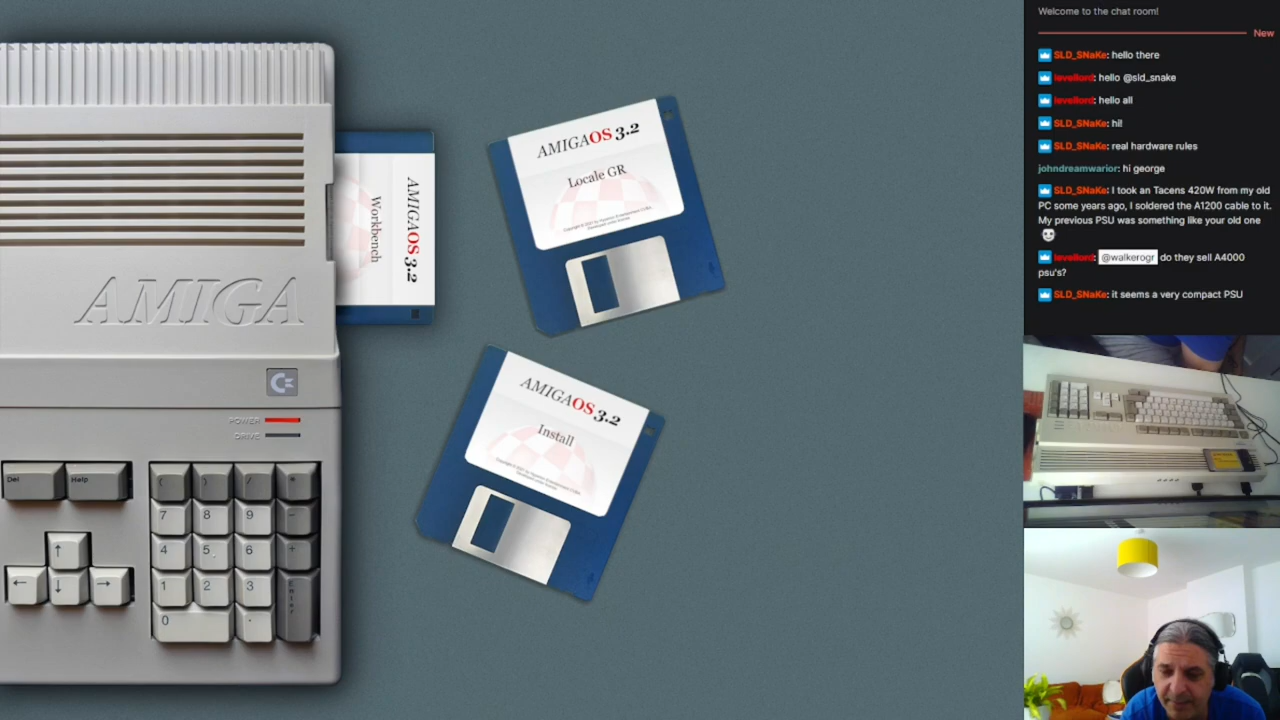 AMIGA
POWER
DRIVE
Del
Help
( ) / *
7 8 9 -
4 5 6 +
1 2 3
0 .
Enter
AMIGAOS 3.2
Workbench
AMIGAOS 3.2
Locale GR
AMIGAOS 3.2
Install
Welcome to the chat room!
New
SLD_SNaKe: hello there
levellord: hello @sld_snake
levellord: hello all
SLD_SNaKe: hi!
SLD_SNaKe: real hardware rules
johndreamwarior: hi george
SLD_SNaKe: I took an Tacens 420W from my old
PC some years ago, I soldered the A1200 cable to it.
My previous PSU was something like your old one
levellord: @walkerogr do they sell A4000
psu's?
SLD_SNaKe: it seems a very compact PSU